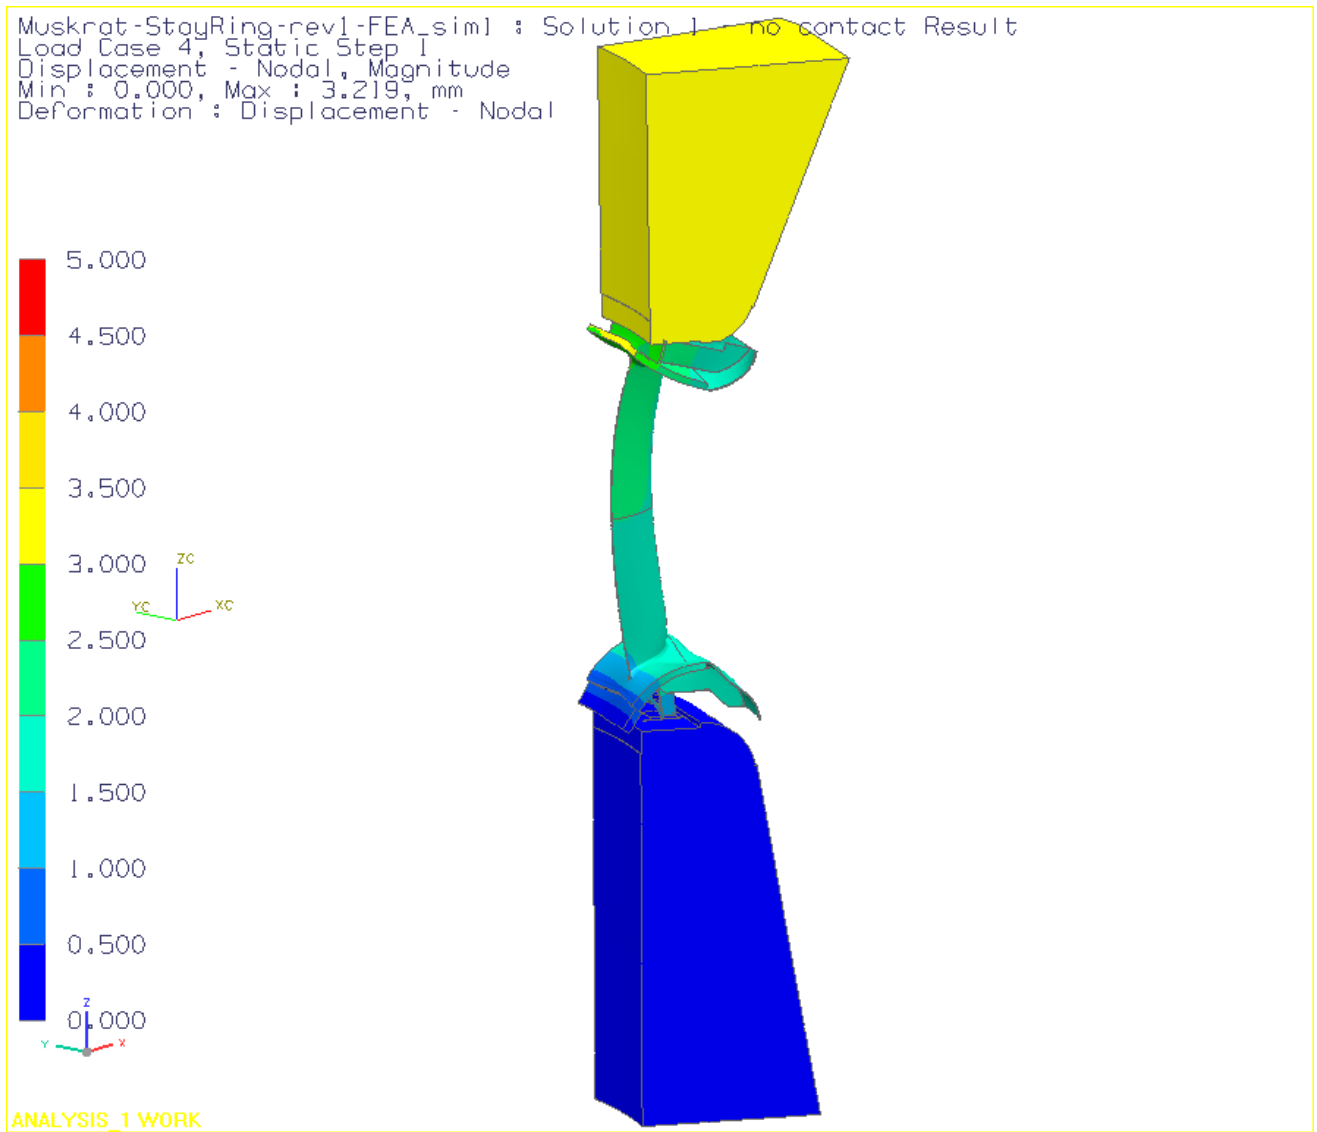 Muskrat-StayRing-rev1-FEA_sim1 : Solution 1 - no contact Result
Load Case 4, Static Step 1
Displacement - Nodal, Magnitude
Min : 0.000, Max : 3.219, mm
Deformation : Displacement - Nodal
5.000
4.500
4.000
3.500
3.000
2.500
2.000
1.500
1.000
0.500
0.000
ZC
YC
XC
Z
Y
X
ANALYSIS_1 WORK